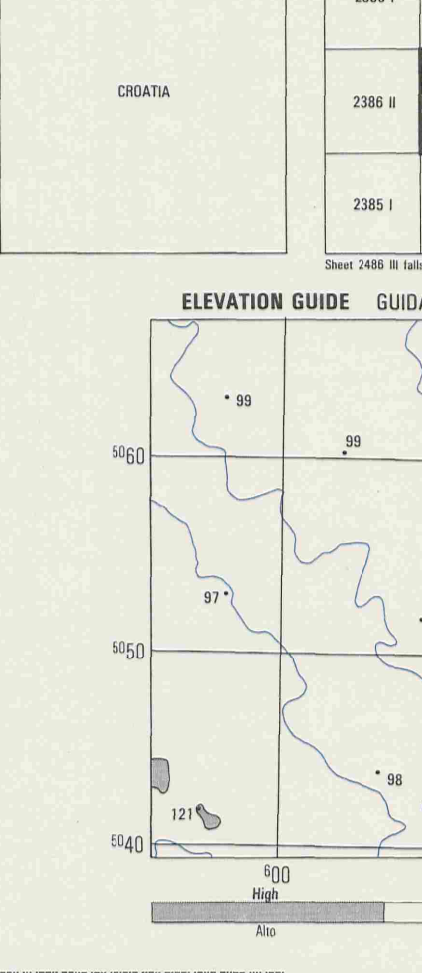 CROATIA
2386 II
2385 I
Sheet 2486 III falls
ELEVATION GUIDE GUIDA
99
99
5060
97
5050
98
121
5040
600
High
Alto